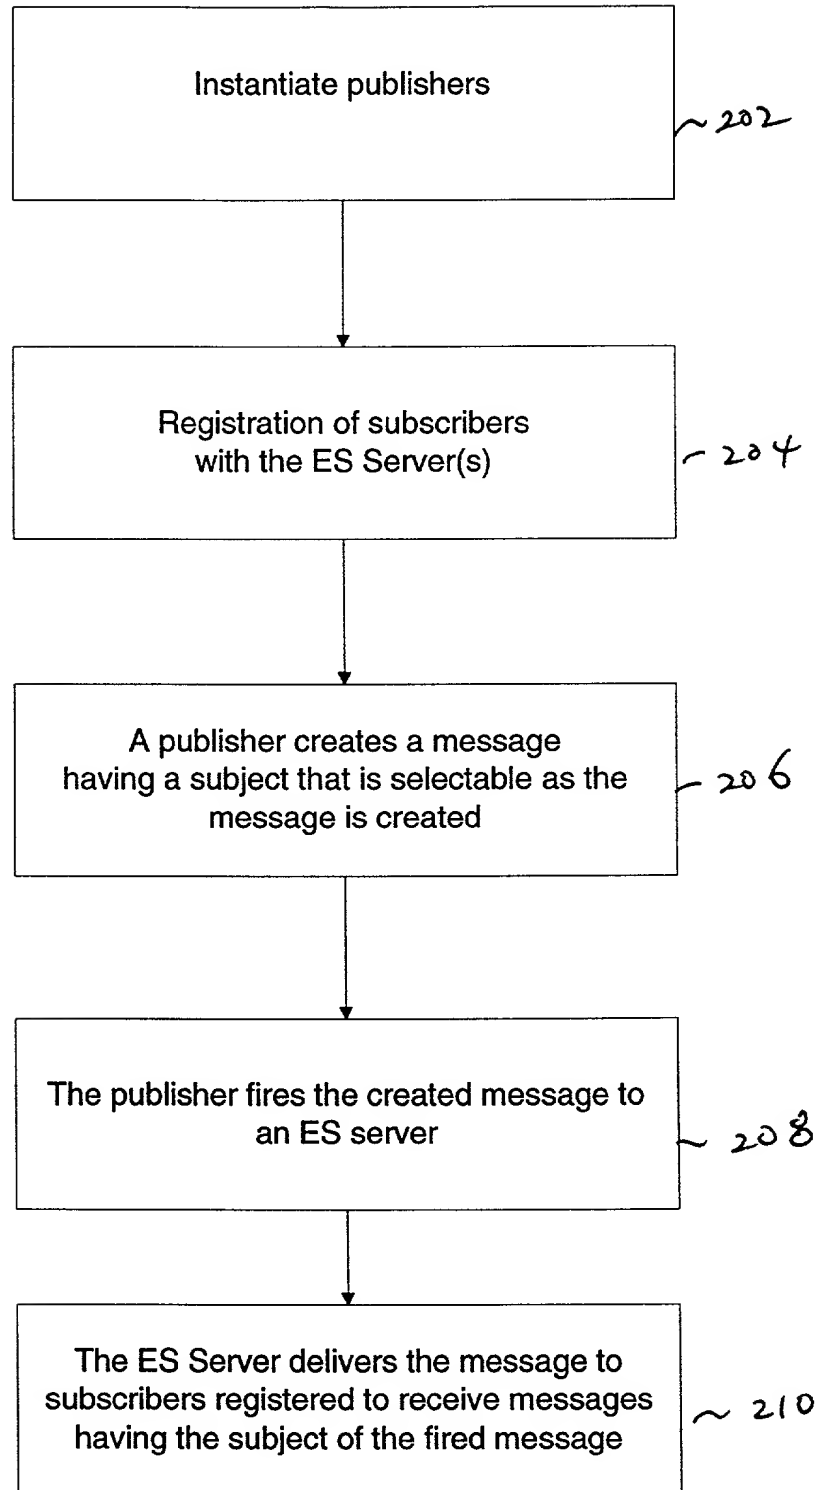 Instantiate publishers
~ 202
Registration of subscribers
with the ES Server(s)
~ 204
A publisher creates a message
having a subject that is selectable as the
message is created
~ 206
The publisher fires the created message to
an ES server
~ 208
The ES Server delivers the message to
subscribers registered to receive messages
having the subject of the fired message
~ 210